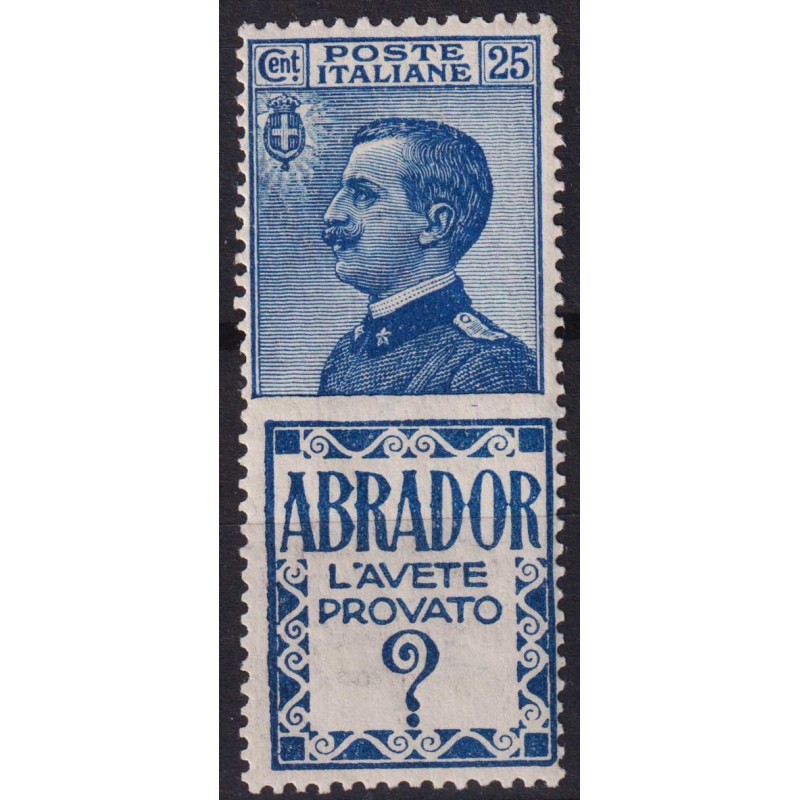 Cent. POSTE ITALIANE 25
ABRADOR
L'AVETE
PROVATO
?